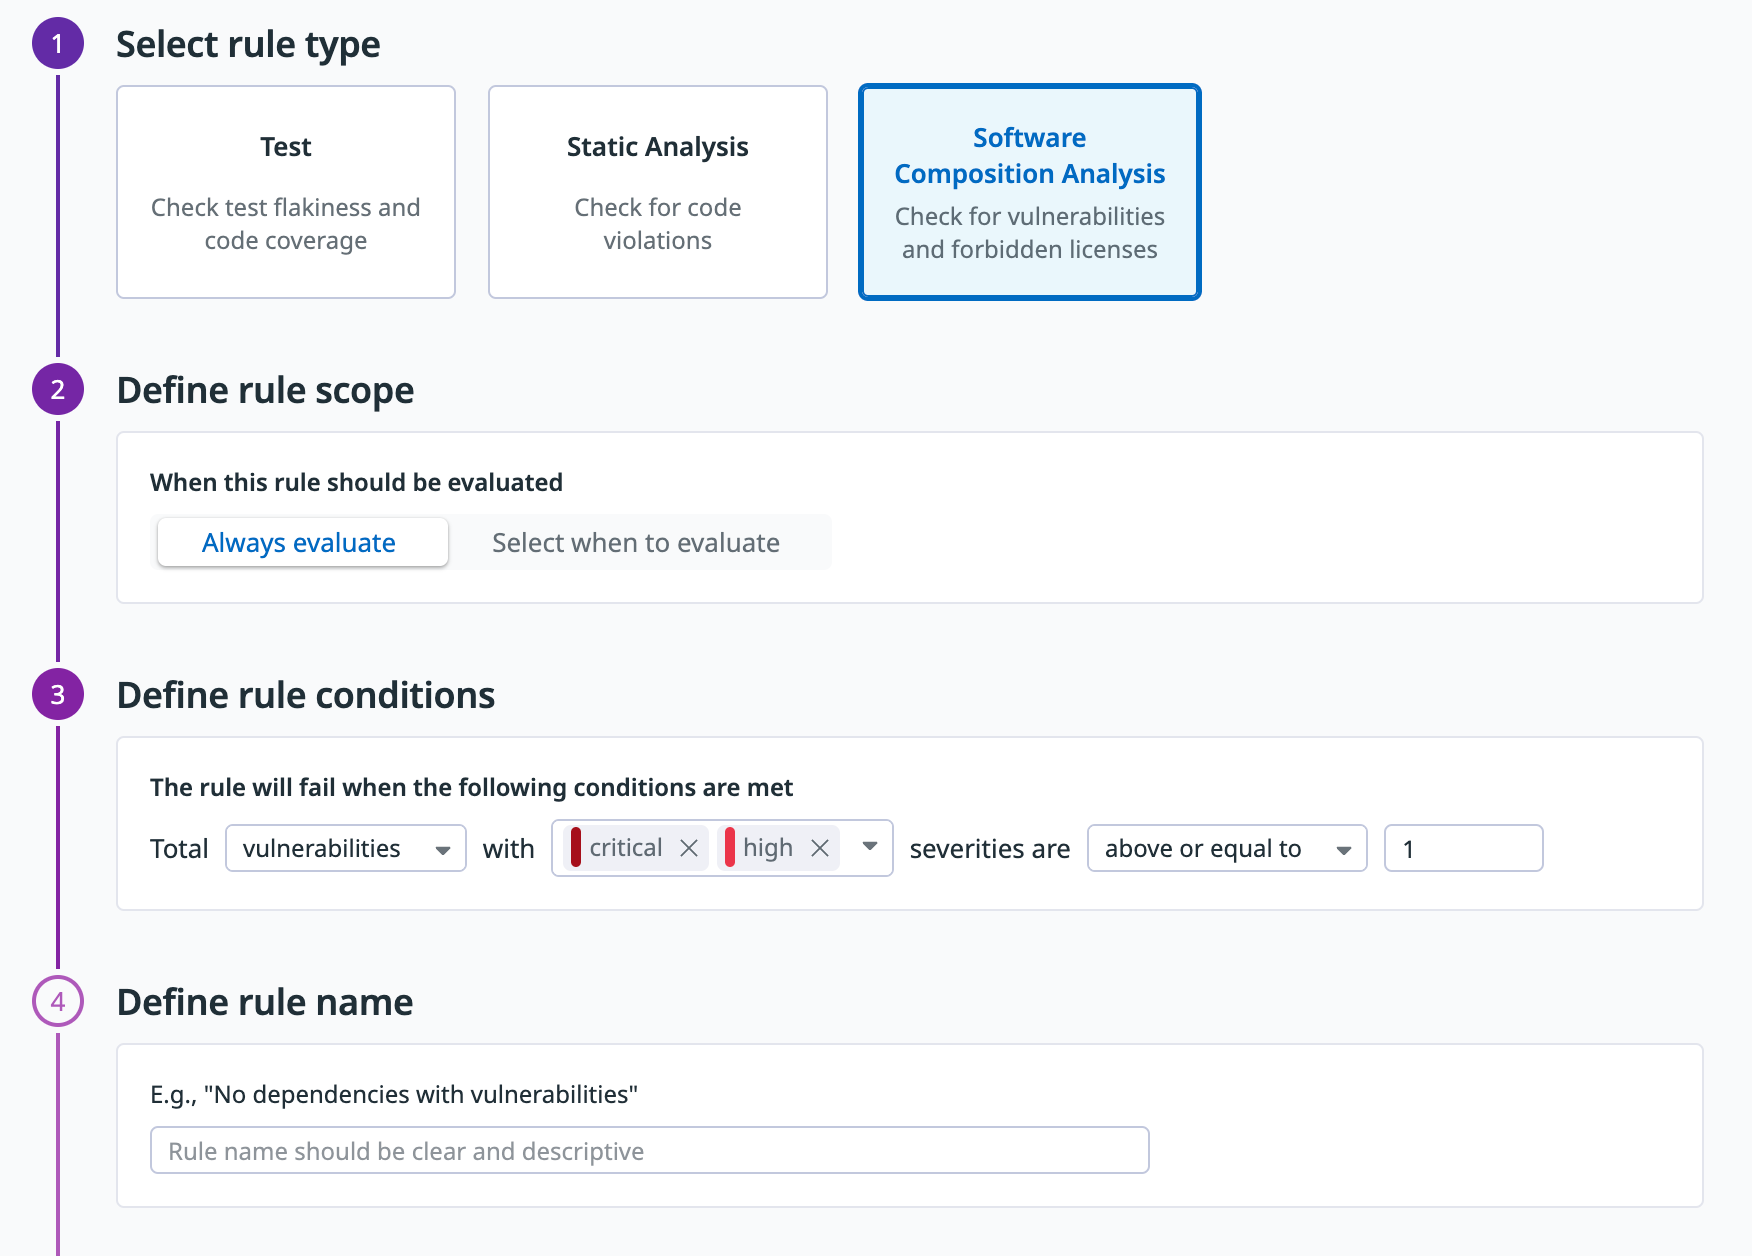 1
Select rule type
Test
Check test flakiness and
code coverage
Static Analysis
Check for code
violations
Software
Composition Analysis
Check for vulnerabilities
and forbidden licenses
2
Define rule scope
When this rule should be evaluated
Always evaluate
Select when to evaluate
3
Define rule conditions
The rule will fail when the following conditions are met
Total vulnerabilities with critical high severities are above or equal to 1
4
Define rule name
E.g., "No dependencies with vulnerabilities"
Rule name should be clear and descriptive